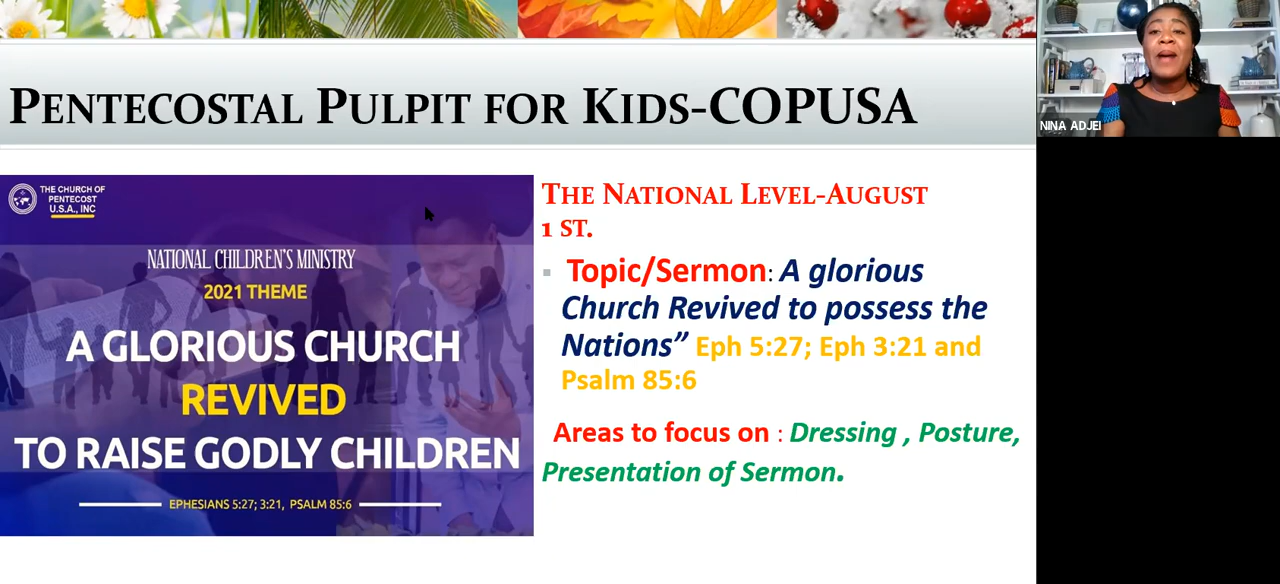 PENTECOSTAL PULPIT FOR KIDS-COPUSA
NINA ADJEI
THE CHURCH OF
PENTECOST
U.S.A., INC
NATIONAL CHILDREN'S MINISTRY
2021 THEME
A GLORIOUS CHURCH
REVIVED
TO RAISE GODLY CHILDREN
EPHESIANS 5:27; 3:21, PSALM 85:6
THE NATIONAL LEVEL-AUGUST
1 ST.
Topic/Sermon: A glorious
Church Revived to possess the
Nations” Eph 5:27; Eph 3:21 and
Psalm 85:6
Areas to focus on : Dressing , Posture,
Presentation of Sermon.